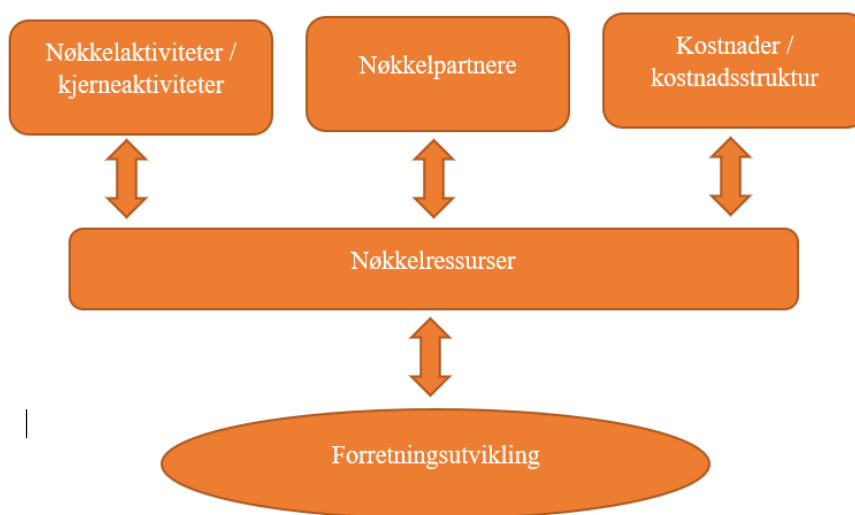 Nøkkelaktiviteter /
kjerneaktiviteter
Nøkkelpartnere
Kostnader /
kostnadsstruktur
Nøkkelressurser
Forretningsutvikling